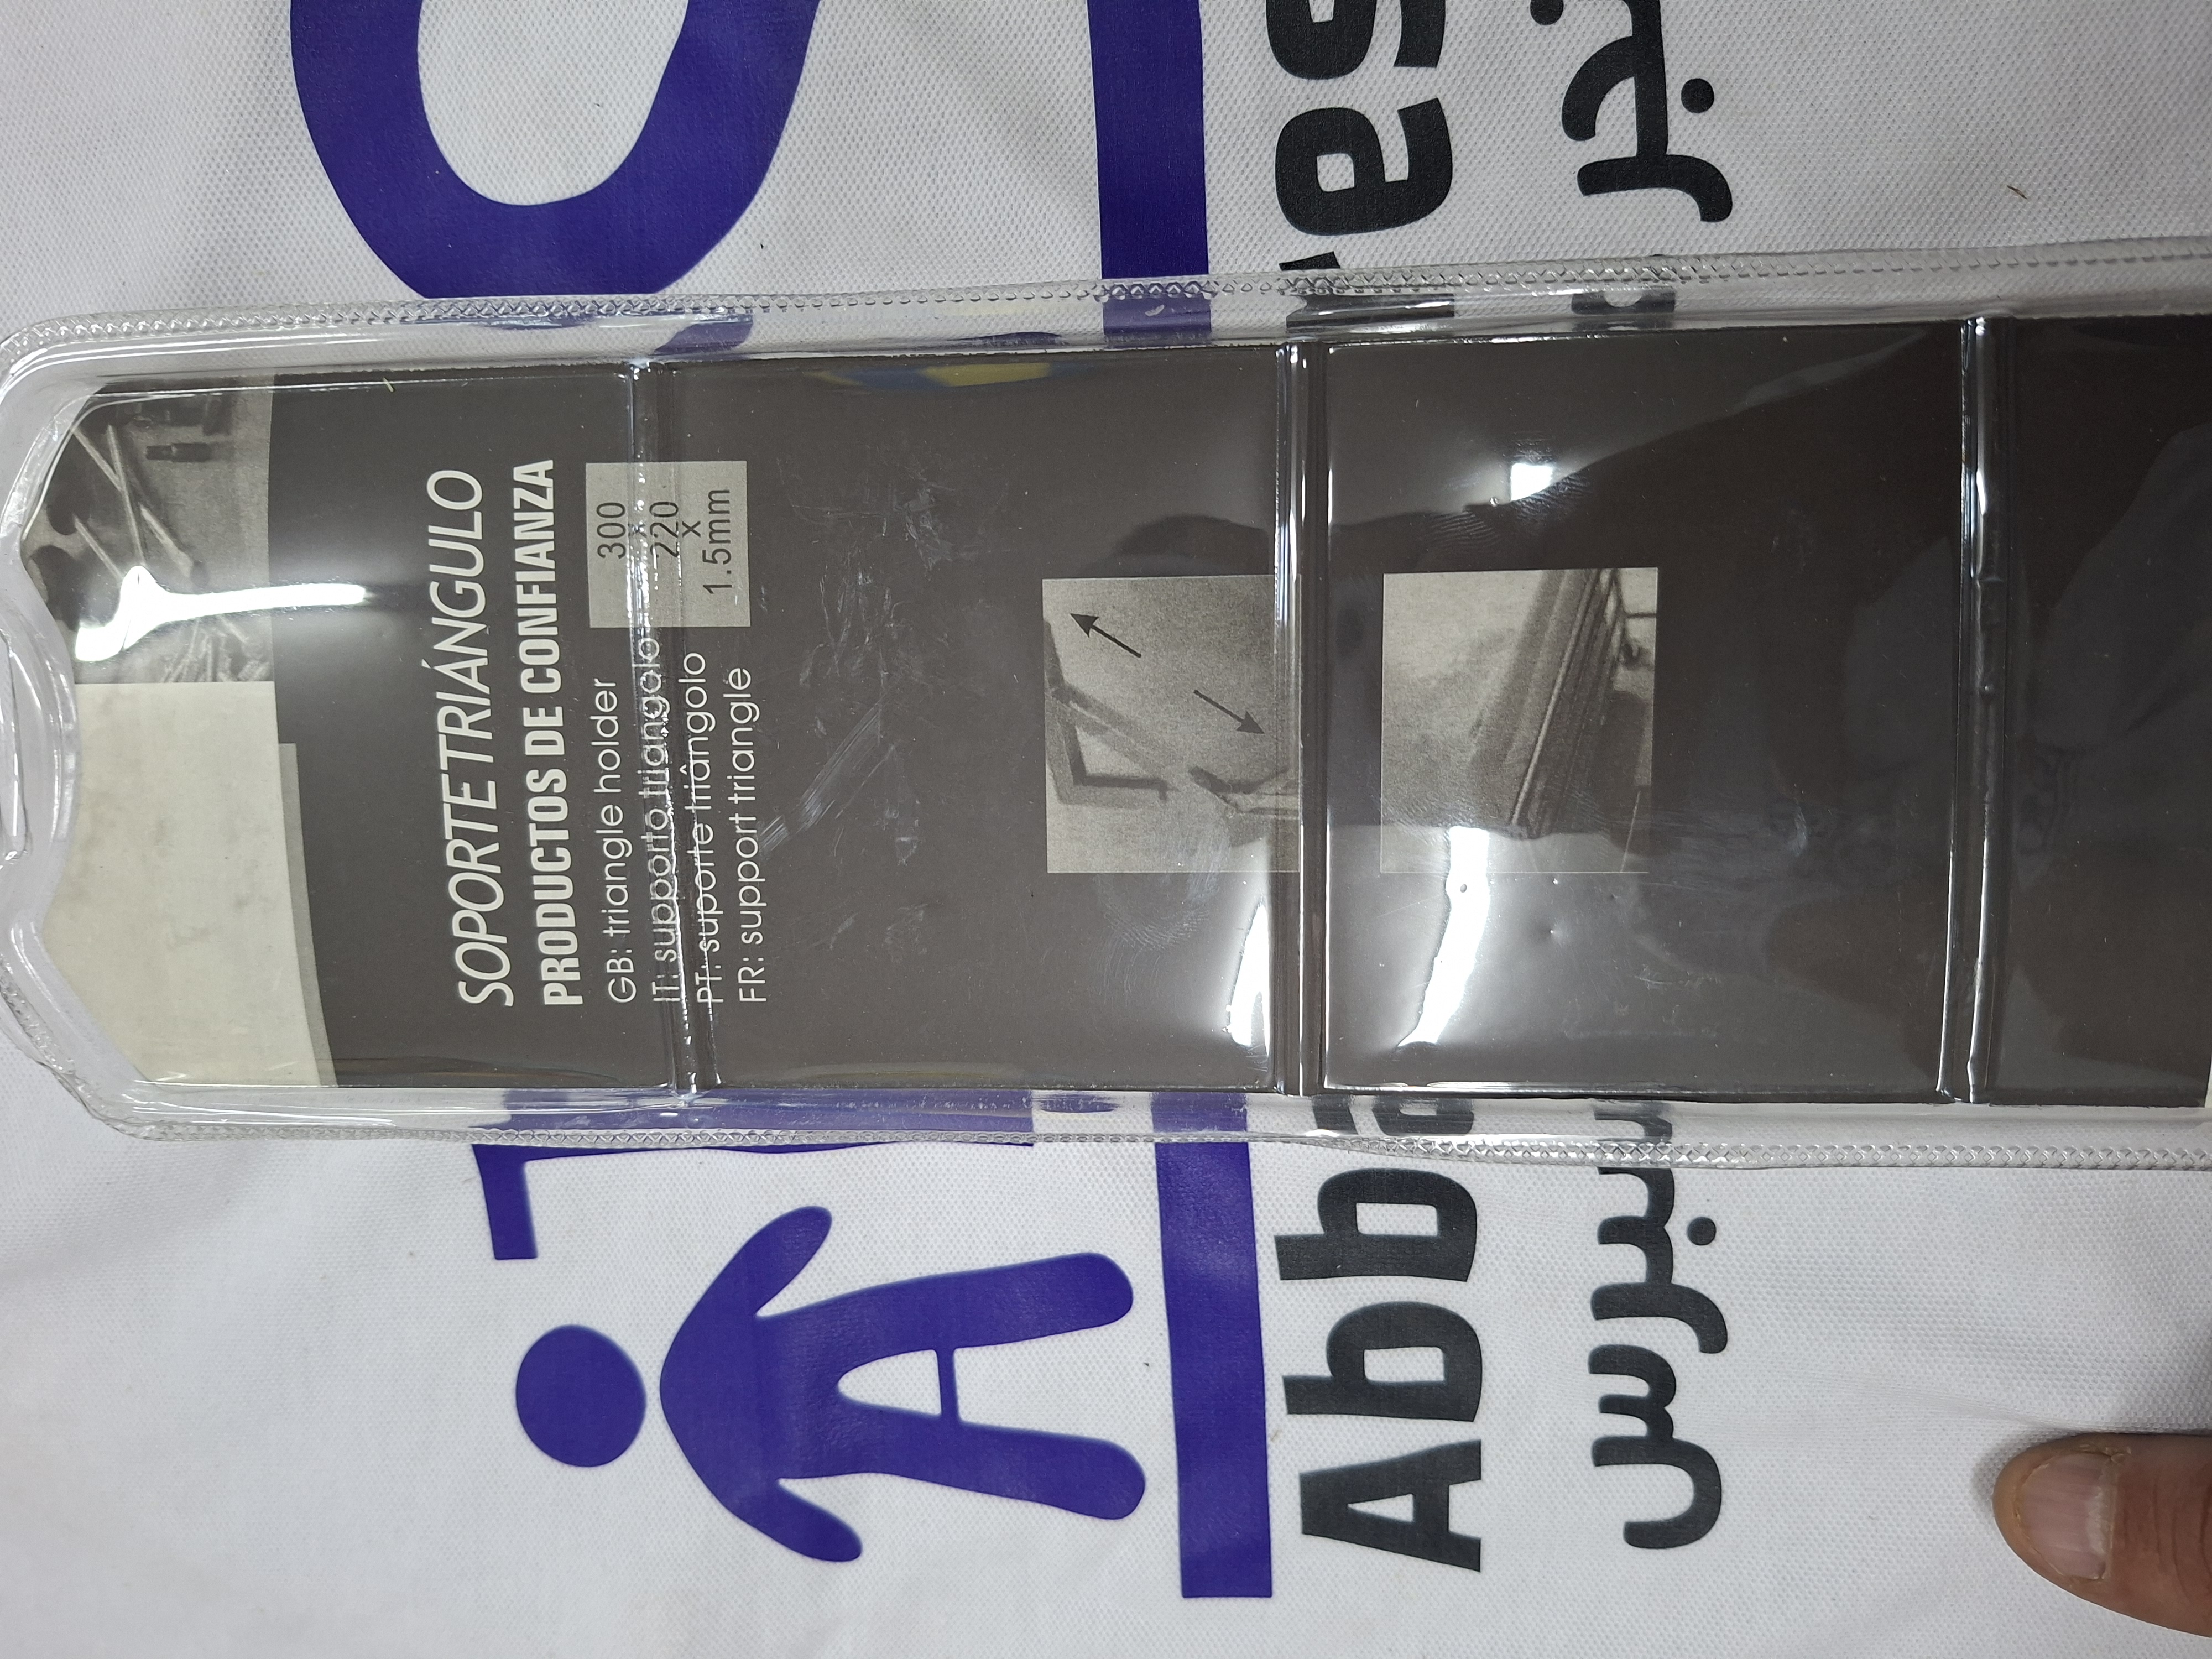 SOPORTE TRIÁNGULO
PRODUCTOS DE CONFIANZA
GB: triangle holder
IT: supporto triangolo
PT: suporte triângolo
FR: support triangle
300
x
220
x
1.5mm